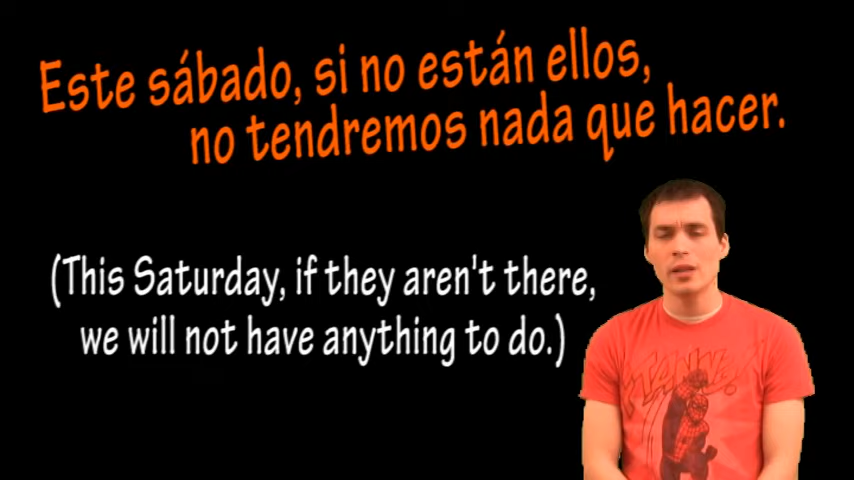 Este sábado, si no están ellos,
no tendremos nada que hacer.
(This Saturday, if they aren't there,
we will not have anything to do.)